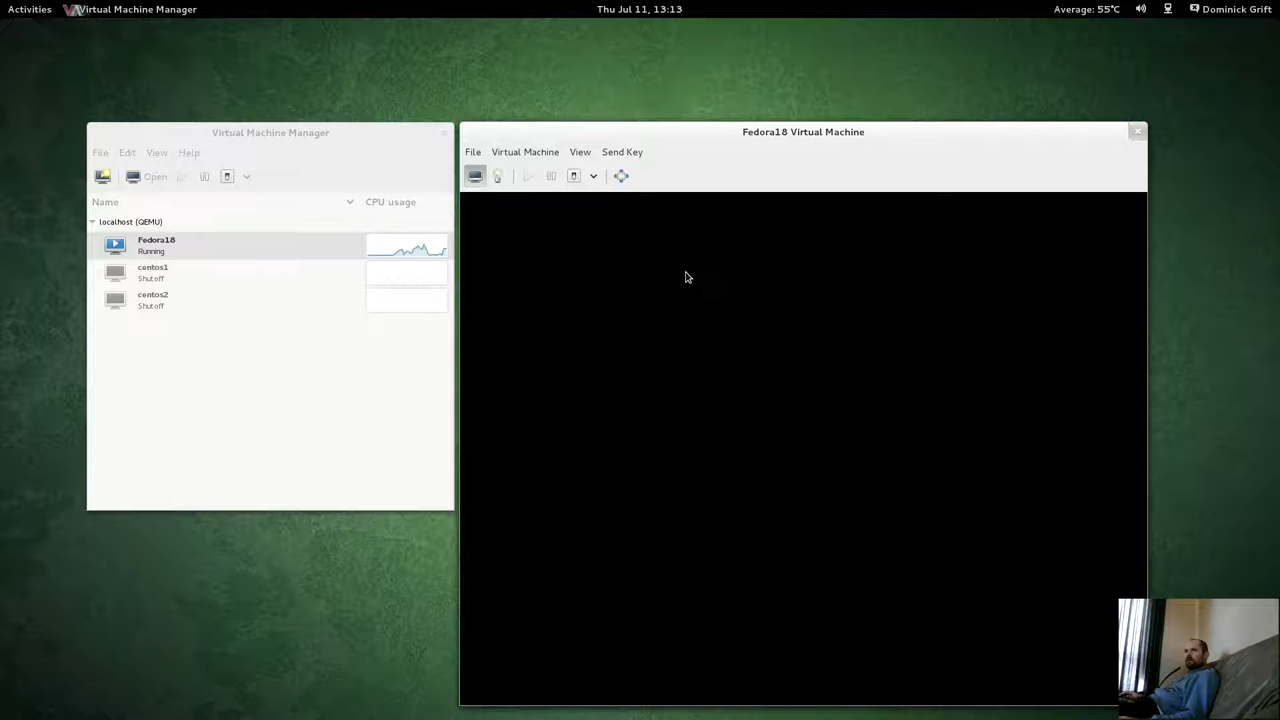 Activities Virtual Machine Manager Thu Jul 11, 13:13 Average: 55°C Dominick Grift
Virtual Machine Manager
File Edit View Help
Open
Name CPU usage
localhost (QEMU)
Fedora18
Running
centos1
Shutoff
centos2
Shutoff
Fedora18 Virtual Machine
File Virtual Machine View Send Key